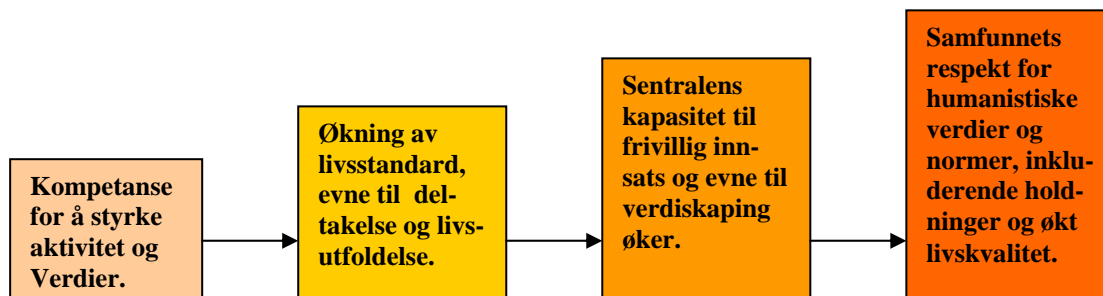 Kompetanse
for å styrke
aktivitet og
Verdier.
Økning av
livsstandard,
evne til del-
takelse og livs-
utfoldelse.
Sentralens
kapasitet til
frivillig inn-
sats og evne til
verdiskaping
øker.
Samfunnets
respekt for
humanistiske
verdier og
normer, inklu-
derende hold-
ninger og økt
livskvalitet.